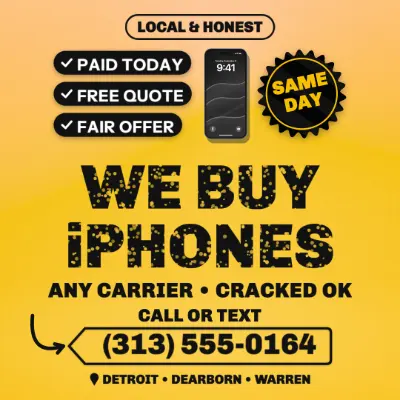 LOCAL & HONEST
PAID TODAY
FREE QUOTE
FAIR OFFER
9:41
SAME
DAY
WE BUY
iPHONES
ANY CARRIER • CRACKED OK
CALL OR TEXT
(313) 555-0164
DETROIT • DEARBORN • WARREN